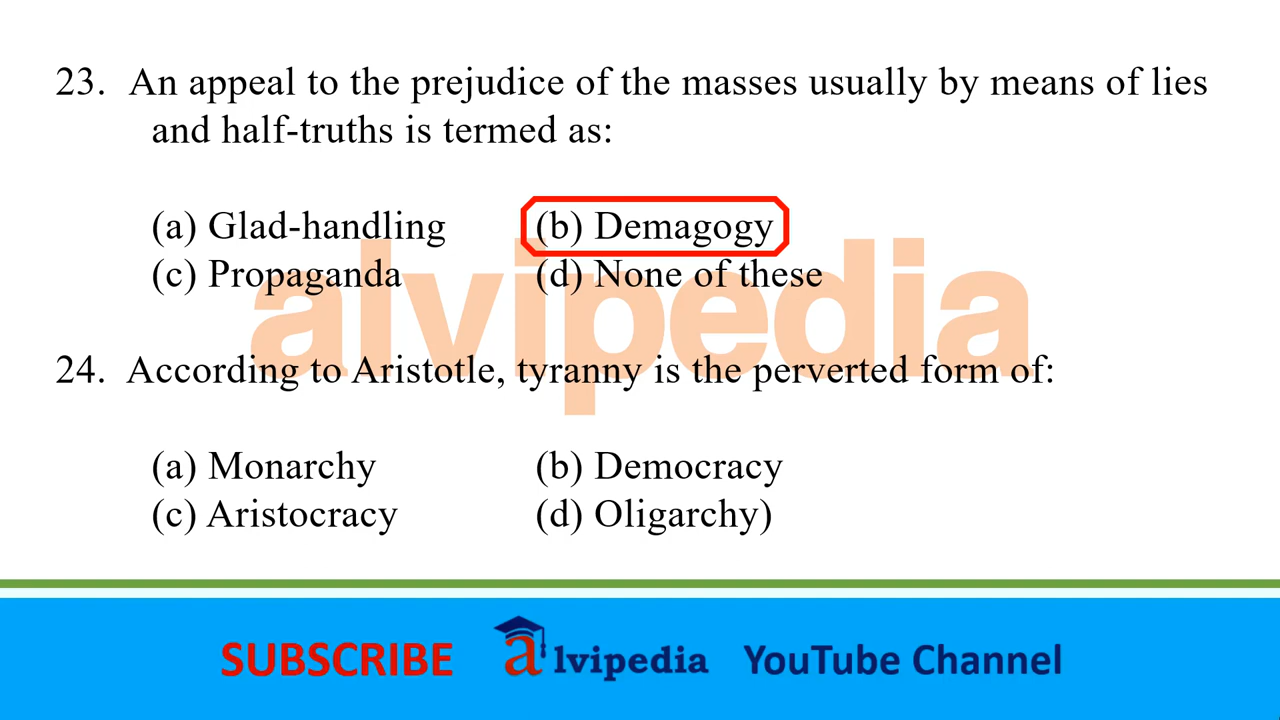 23. An appeal to the prejudice of the masses usually by means of lies
and half-truths is termed as:
(a) Glad-handling (b) Demagogy
(c) Propaganda (d) None of these
alvipedia
24. According to Aristotle, tyranny is the perverted form of:
(a) Monarchy (b) Democracy
(c) Aristocracy (d) Oligarchy)
SUBSCRIBE alvipedia YouTube Channel